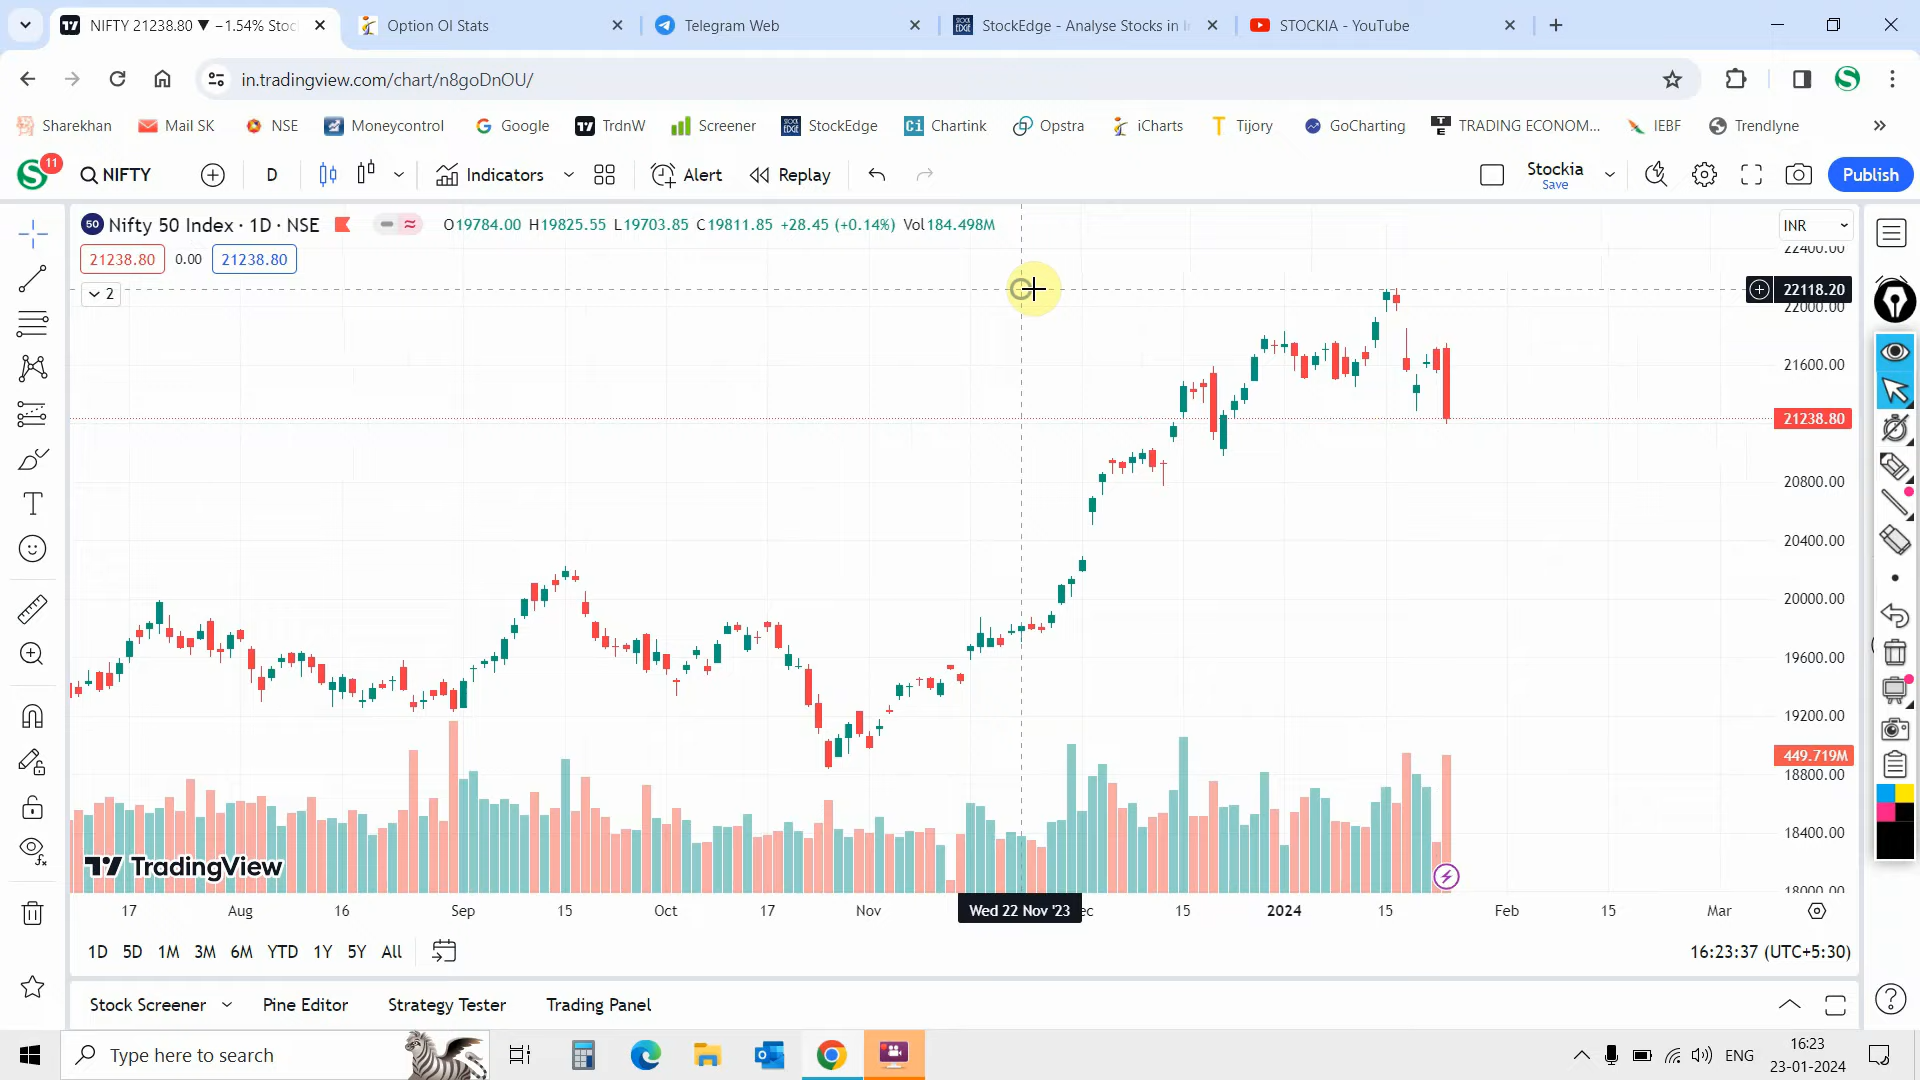 NIFTY 21238.80 ▼ −1.54% Stoc
Option OI Stats
Telegram Web
StockEdge - Analyse Stocks in I
STOCKIA - YouTube
in.tradingview.com/chart/n8goDnOU/
Sharekhan
Mail SK
NSE
Moneycontrol
Google
TrdnW
Screener
StockEdge
Chartink
Opstra
iCharts
Tijory
GoCharting
TRADING ECONOM...
IEBF
Trendlyne
11
NIFTY
D
Indicators
Alert
Replay
Stockia
Save
Publish
50 Nifty 50 Index · 1D · NSE
O19784.00 H19825.55 L19703.85 C19811.85 +28.45 (+0.14%) Vol184.498M
INR
21238.80 0.00 21238.80
2
22400.00
22118.20
22000.00
21600.00
21238.80
20800.00
20400.00
20000.00
19600.00
19200.00
449.719M
18800.00
18400.00
18000.00
TradingView
17 Aug 16 Sep 15 Oct 17 Nov Wed 22 Nov '23 ec 15 2024 15 Feb 15 Mar
1D 5D 1M 3M 6M YTD 1Y 5Y All
16:23:37 (UTC+5:30)
Stock Screener
Pine Editor
Strategy Tester
Trading Panel
Type here to search
ENG
16:23
23-01-2024